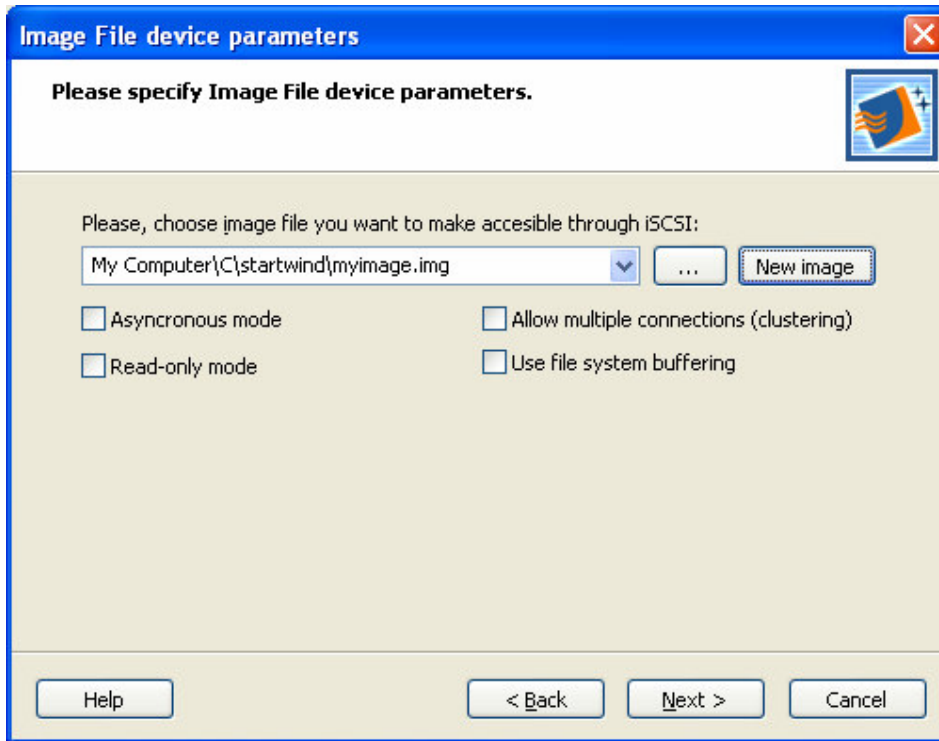 Image File device parameters
Please specify Image File device parameters.
Please, choose image file you want to make accesible through iSCSI:
My Computer\C\startwind\myimage.img
...
New image
Asyncronous mode
Allow multiple connections (clustering)
Read-only mode
Use file system buffering
Help
< Back
Next >
Cancel